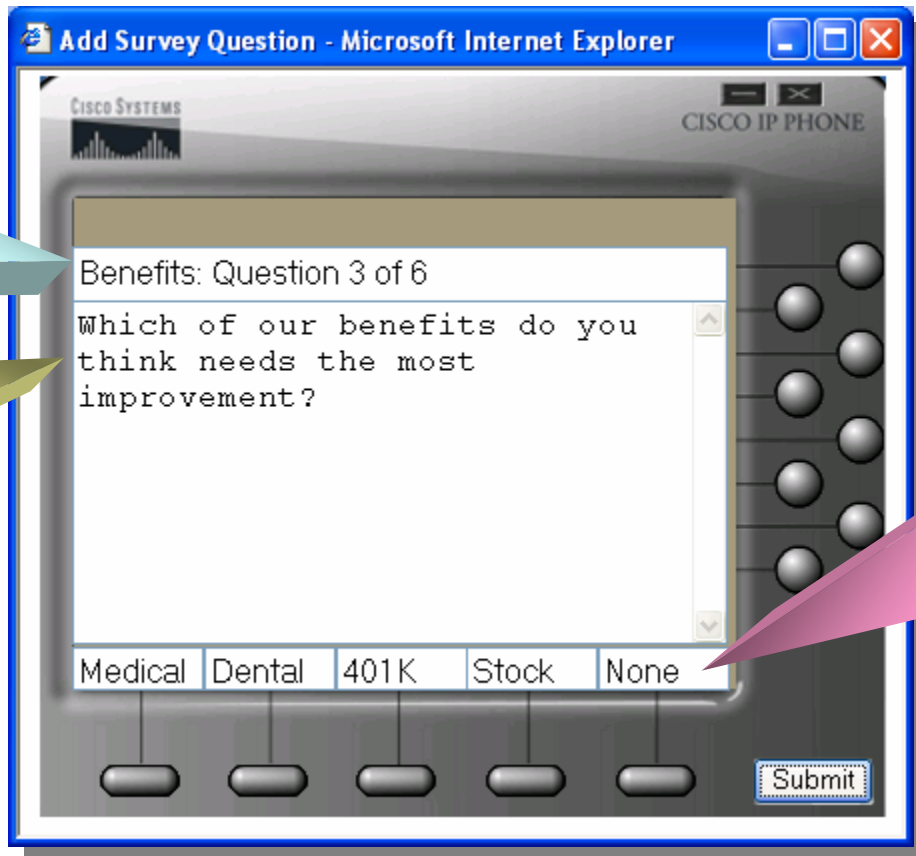 Add Survey Question - Microsoft Internet Explorer
CISCO SYSTEMS
CISCO IP PHONE
Benefits: Question 3 of 6
Which of our benefits do you
think needs the most
improvement?
Medical Dental 401K Stock None
Submit